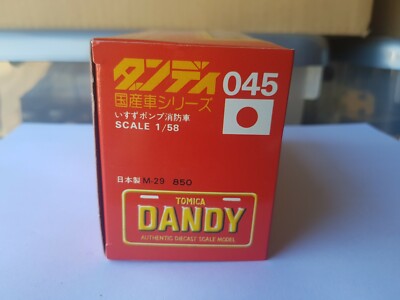 ダンディ 045
国産車シリーズ
いすずポンプ消防車
SCALE 1/58
日本製 M-29 850
TOMICA
DANDY
AUTHENTIC DIECAST SCALE MODEL